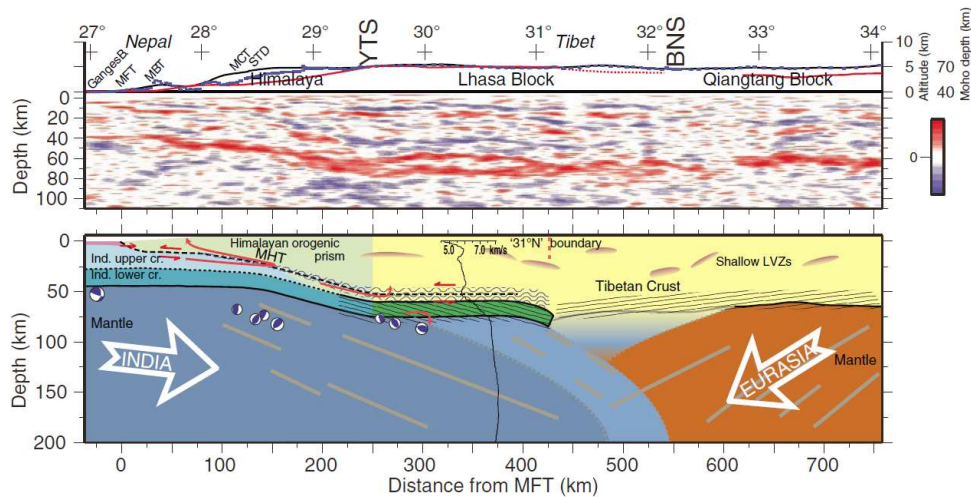 27° 28° 29° 30° 31° 32° 33° 34°
Nepal YTS Tibet BNS
GangesB. MFT MBT MCT STD
Himalaya Lhasa Block Qiangtang Block
10 5 0
Altitude (km)
70 40
Moho depth (km)
Depth (km)
0 20 40 60 80 100
0
Himalayan orogenic prism
5.0 7.0 km/s '31°N' boundary
MHT
Ind. upper cr.
Ind. lower cr.
Shallow LVZs
Tibetan Crust
Mantle
INDIA
EURASIA
Mantle
Depth (km)
0 50 100 150 200
0 100 200 300 400 500 600 700
Distance from MFT (km)